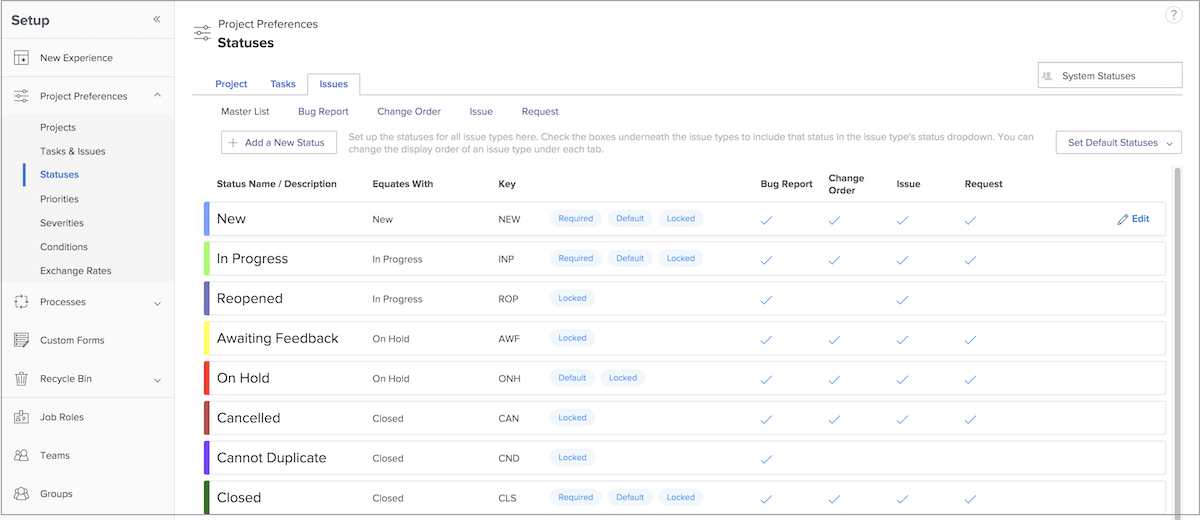 Setup «
New Experience
Project Preferences
Projects
Tasks & Issues
Statuses
Priorities
Severities
Conditions
Exchange Rates
Processes
Custom Forms
Recycle Bin
Job Roles
Teams
Groups
?
Project Preferences
Statuses
System Statuses
Project Tasks Issues
Master List Bug Report Change Order Issue Request
+ Add a New Status
Set up the statuses for all issue types here. Check the boxes underneath the issue types to include that status in the issue type's status dropdown. You can
change the display order of an issue type under each tab.
Set Default Statuses
Status Name / Description Equates With Key Bug Report Change Issue Request
Order
New New NEW Required Default Locked Edit
In Progress In Progress INP Required Default Locked
Reopened In Progress ROP Locked
Awaiting Feedback On Hold AWF Locked
On Hold On Hold ONH Default Locked
Cancelled Closed CAN Locked
Cannot Duplicate Closed CND Locked
Closed Closed CLS Required Default Locked